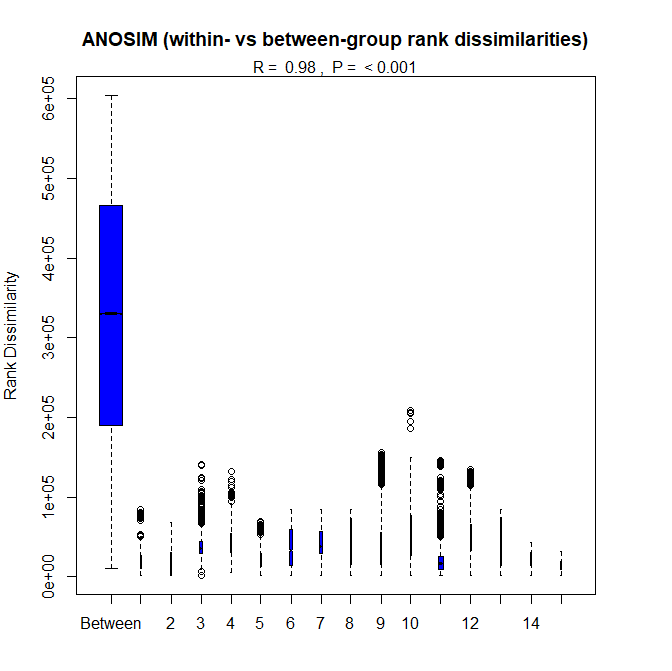 ANOSIM (within- vs between-group rank dissimilarities)
R = 0.98 , P = < 0.001
6e+05
5e+05
4e+05
3e+05
2e+05
1e+05
0e+00
Rank Dissimilarity
Between 2 3 4 5 6 7 8 9 10 12 14